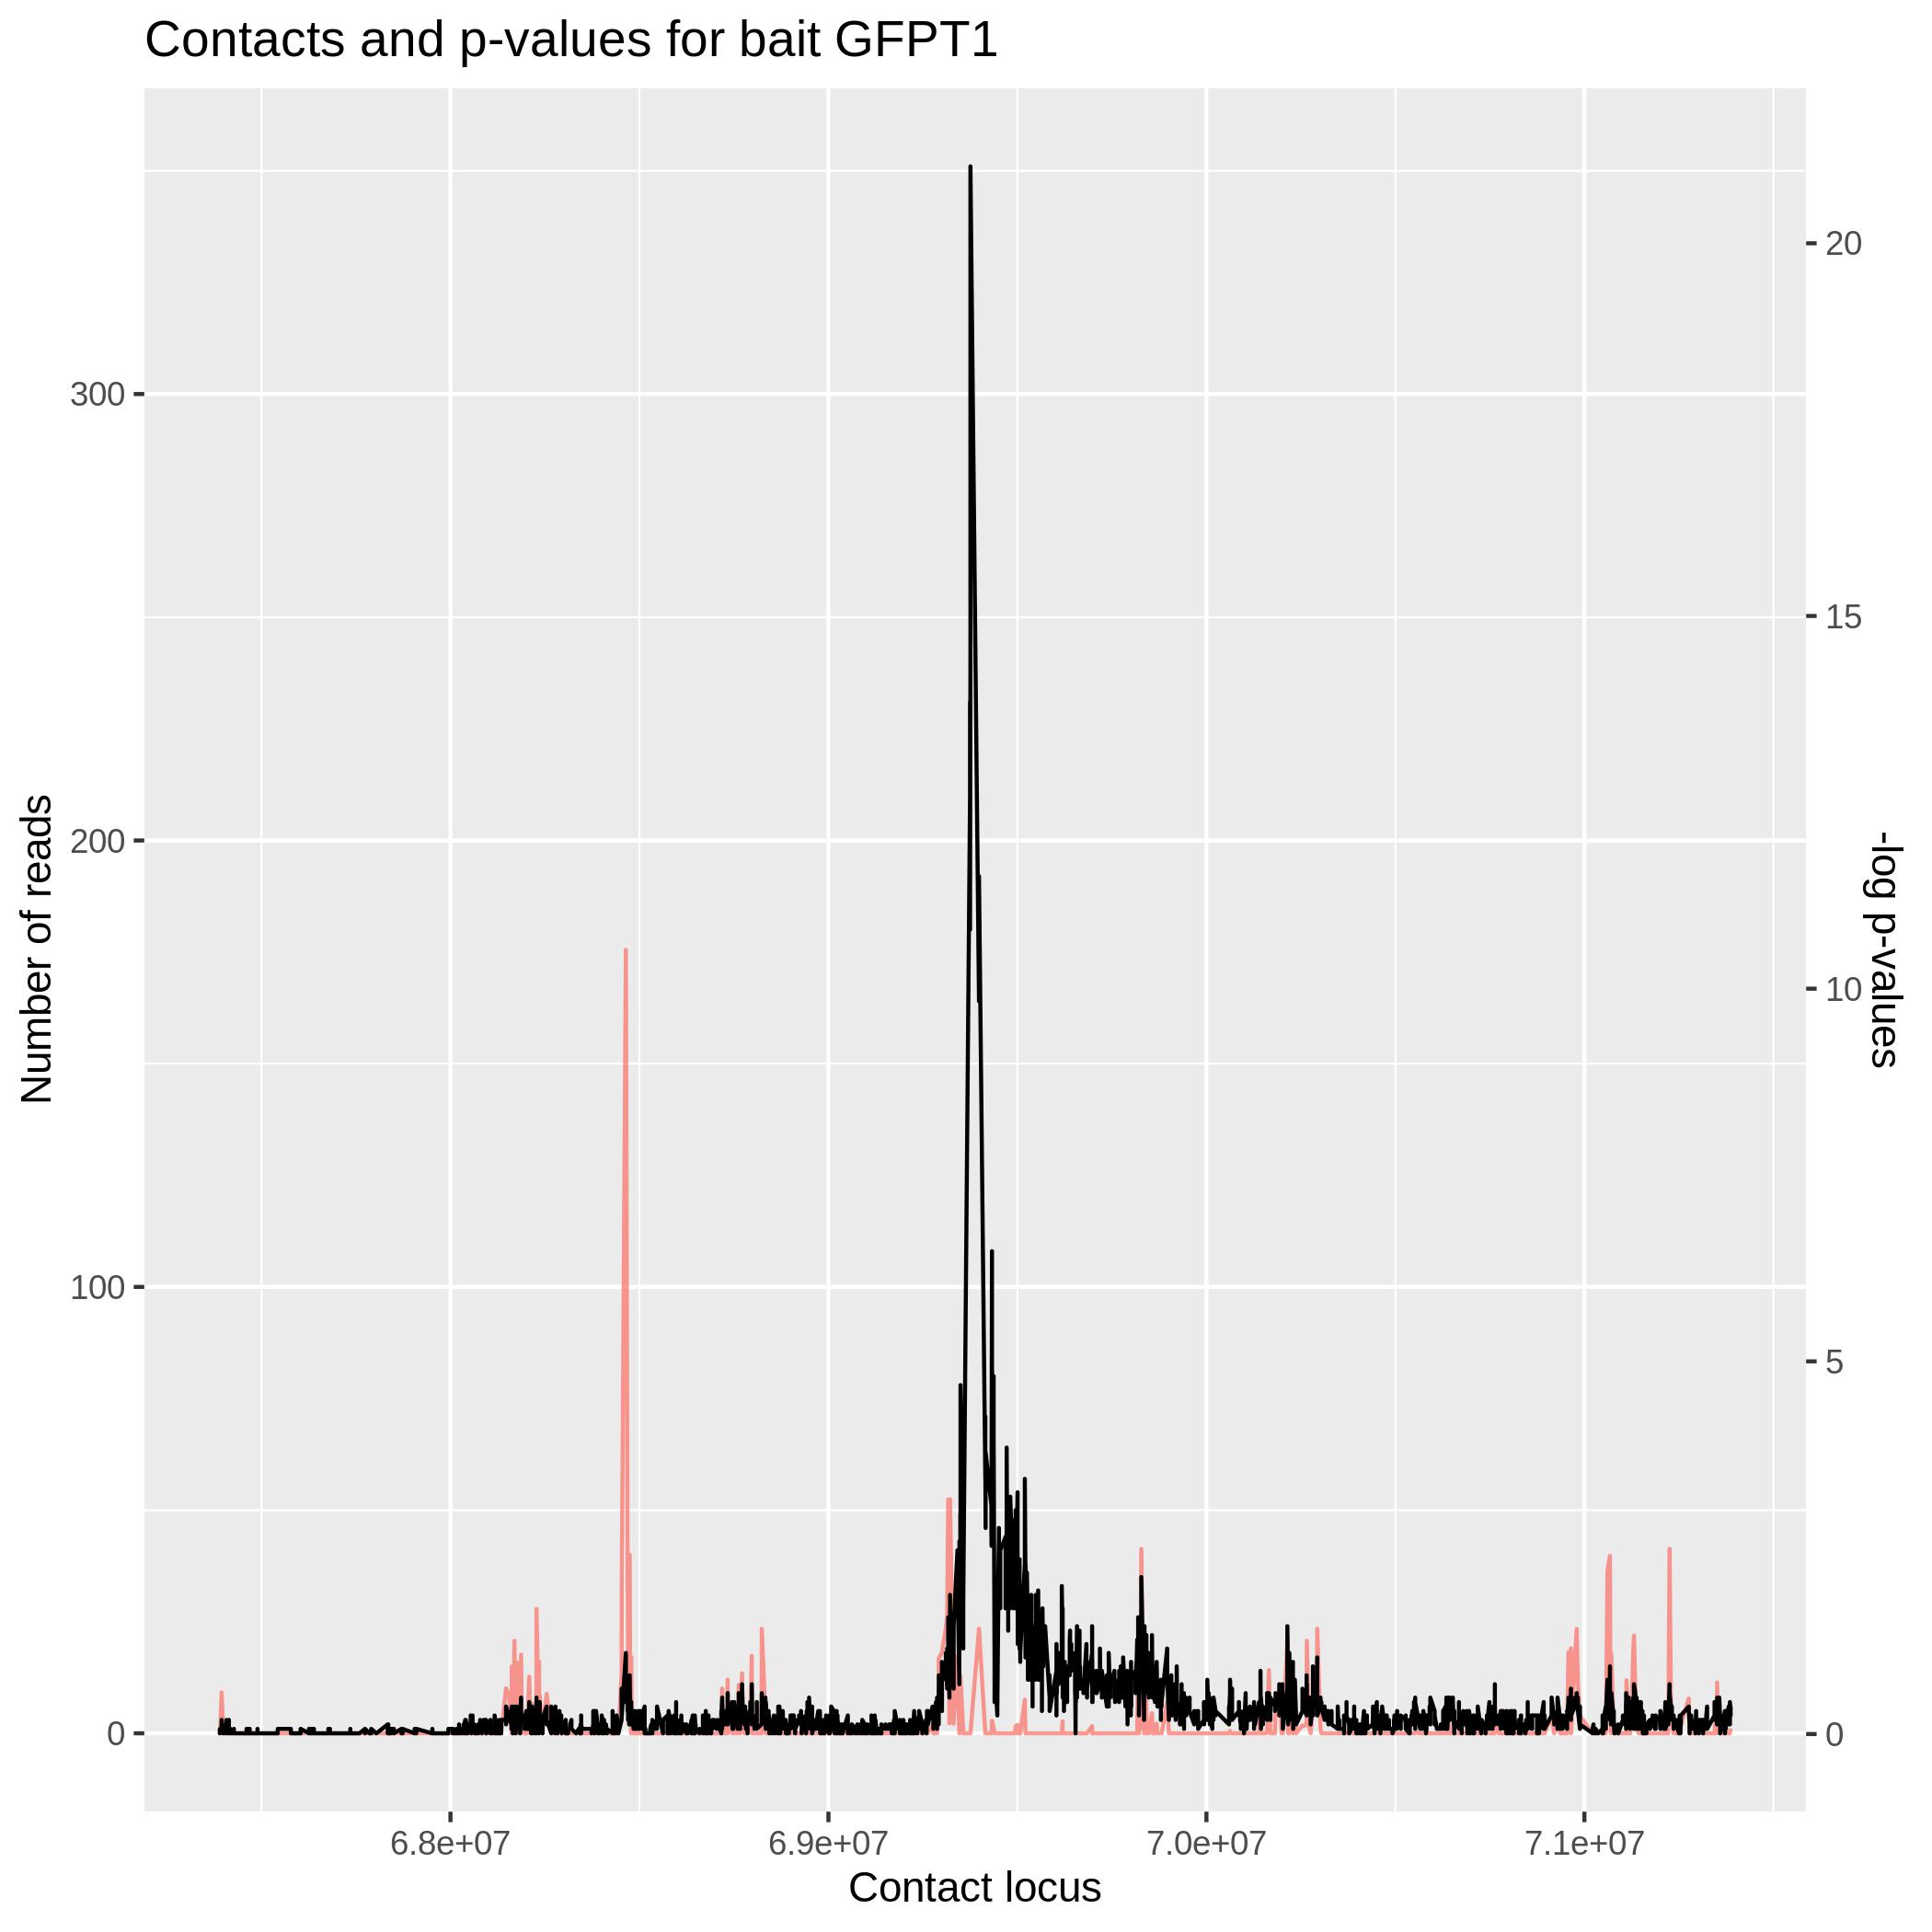 Contacts and p-values for bait GFPT1
Number of reads
300
200
100
0
20
15
10
5
0
-log p-values
6.8e+07
6.9e+07
7.0e+07
7.1e+07
Contact locus